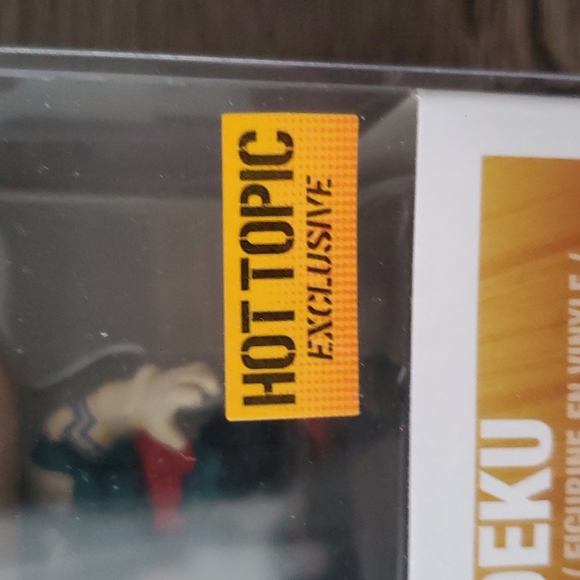 HOT TOPIC
EXCLUSIVE
DEKU
/ FIGURINE EN VINYLE /